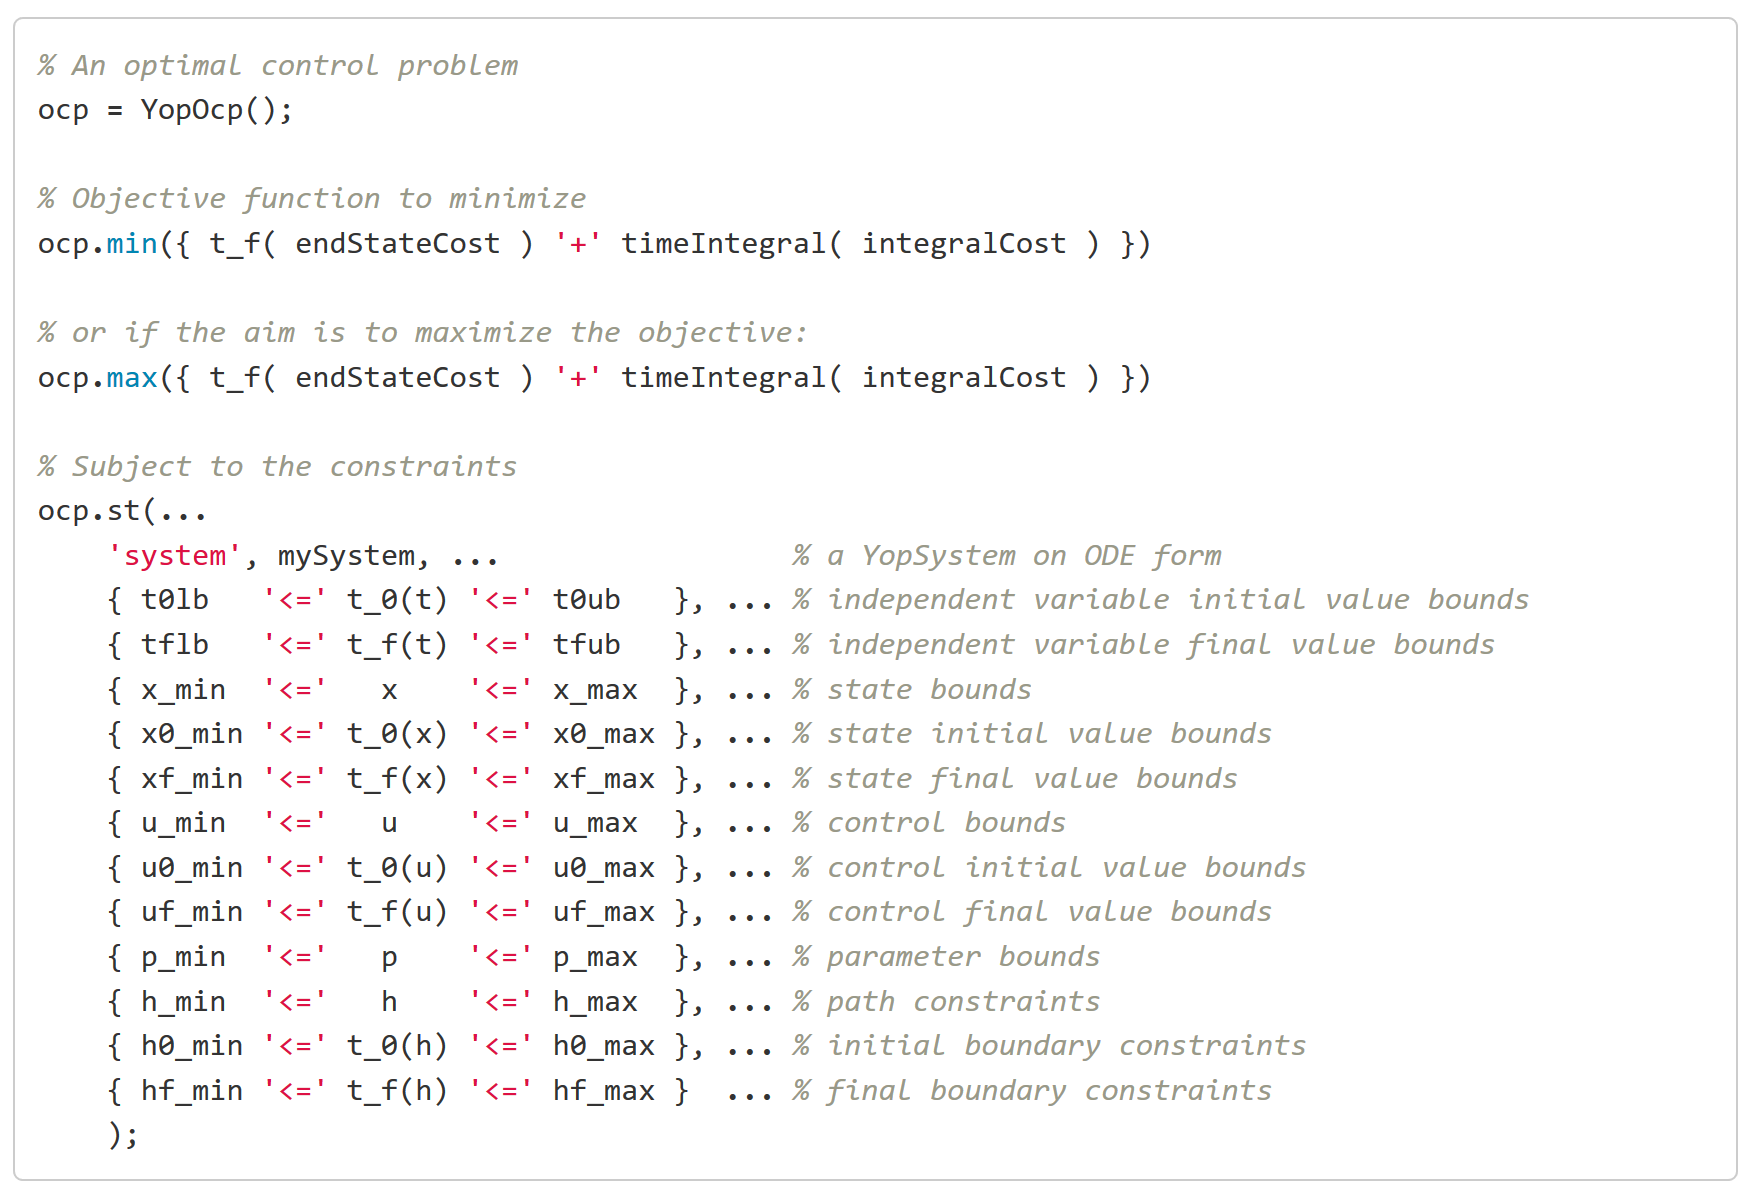 % An optimal control problem
ocp = YopOcp();
% Objective function to minimize
ocp.min({ t_f( endStateCost ) '+' timeIntegral( integralCost ) })
% or if the aim is to maximize the objective:
ocp.max({ t_f( endStateCost ) '+' timeIntegral( integralCost ) })
% Subject to the constraints
ocp.st(...
    'system', mySystem, ...                 % a YopSystem on ODE form
    { t0lb   '<=' t_0(t) '<=' t0ub   }, ... % independent variable initial value bounds
    { tflb   '<=' t_f(t) '<=' tfub   }, ... % independent variable final value bounds
    { x_min  '<='   x    '<=' x_max  }, ... % state bounds
    { x0_min '<=' t_0(x) '<=' x0_max }, ... % state initial value bounds
    { xf_min '<=' t_f(x) '<=' xf_max }, ... % state final value bounds
    { u_min  '<='   u    '<=' u_max  }, ... % control bounds
    { u0_min '<=' t_0(u) '<=' u0_max }, ... % control initial value bounds
    { uf_min '<=' t_f(u) '<=' uf_max }, ... % control final value bounds
    { p_min  '<='   p    '<=' p_max  }, ... % parameter bounds
    { h_min  '<='   h    '<=' h_max  }, ... % path constraints
    { h0_min '<=' t_0(h) '<=' h0_max }, ... % initial boundary constraints
    { hf_min '<=' t_f(h) '<=' hf_max }  ... % final boundary constraints
    );